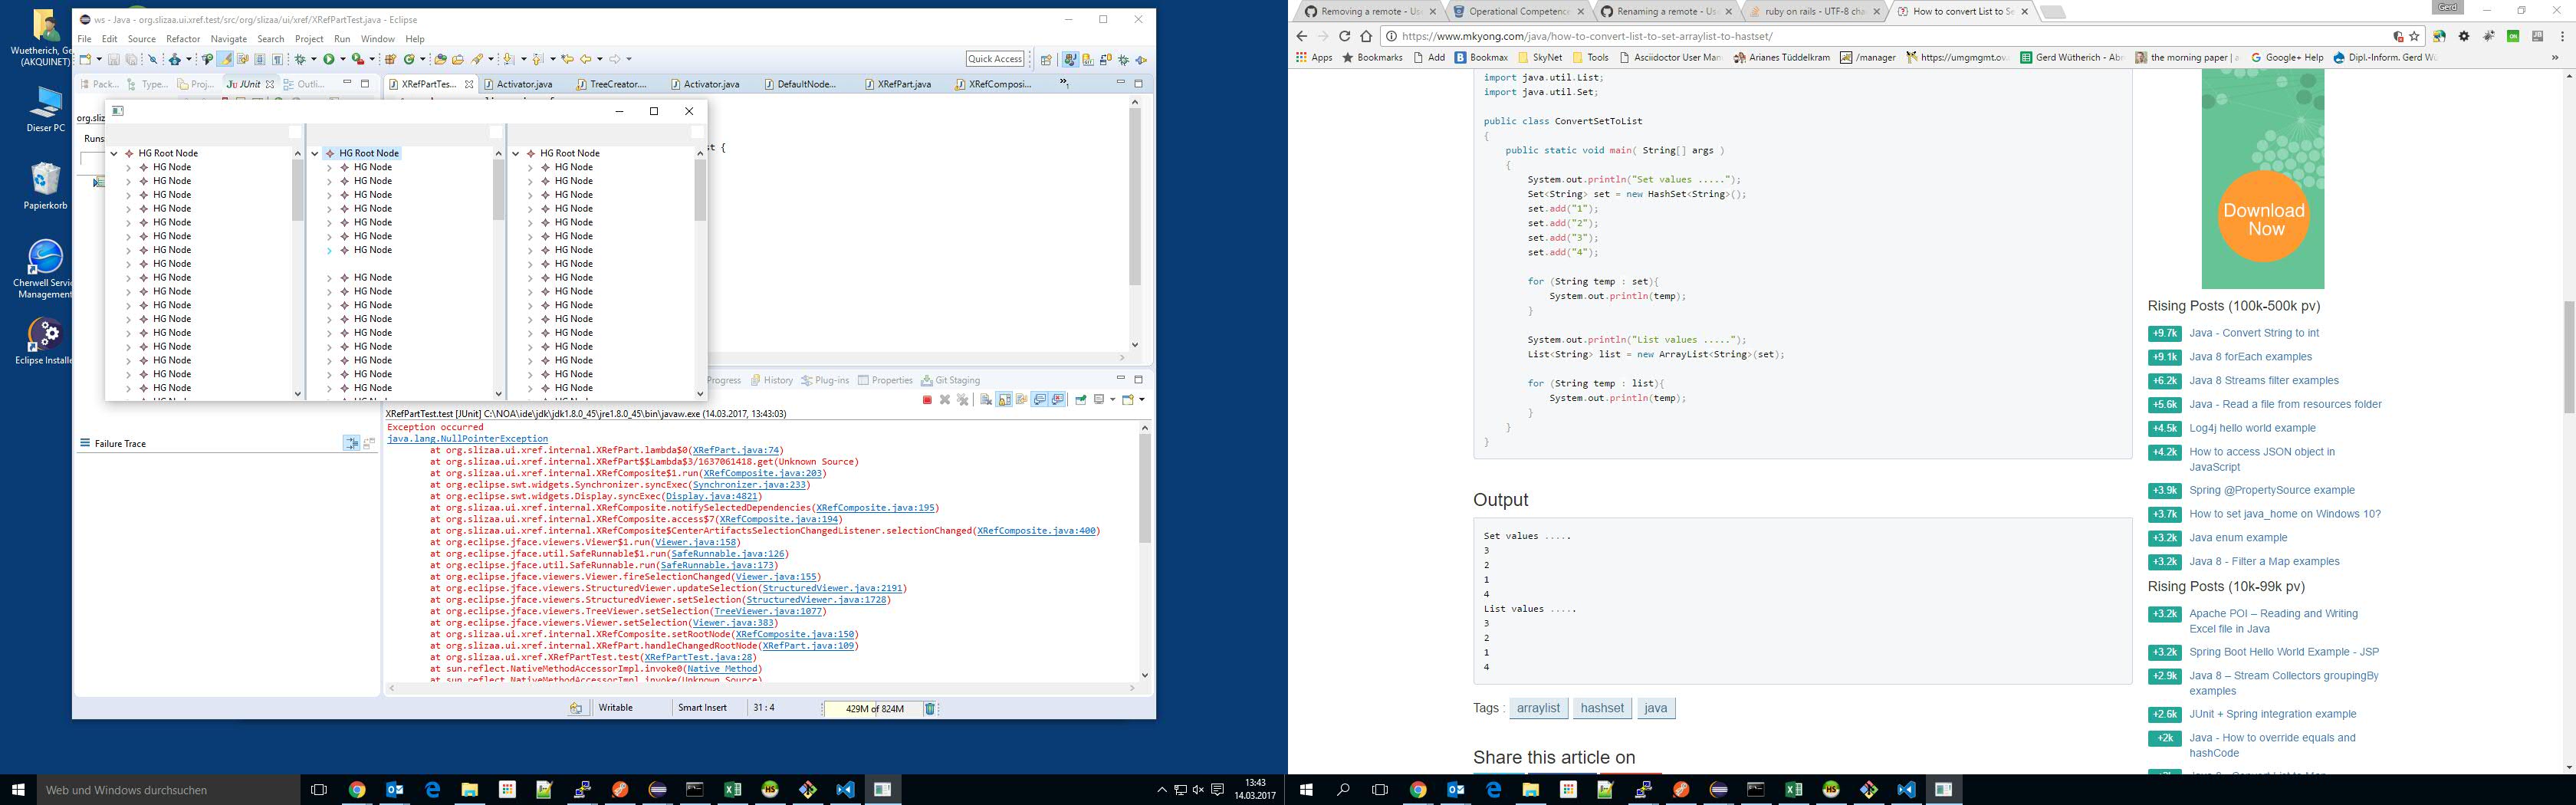 Wuetherich, Ge
(AKQUINET)
Dieser PC
Papierkorb
Cherwell Servic
Management
Eclipse Installe
ws - Java - org.slizaa.ui.xref.test/src/org/slizaa/ui/xref/XRefPartTest.java - Eclipse
File Edit Source Refactor Navigate Search Project Run Window Help
Quick Access
Pack... Type... Proj... JUnit Outli...
XRefPartTes... Activator.java TreeCreator.... Activator.java DefaultNode... XRefPart.java XRefComposi... »1
org.sliz
Runs
st {
HG Root Node HG Root Node HG Root Node
HG Node HG Node HG Node
HG Node HG Node HG Node
HG Node HG Node HG Node
HG Node HG Node HG Node
HG Node HG Node HG Node
HG Node HG Node HG Node
HG Node HG Node HG Node
HG Node HG Node
HG Node HG Node HG Node
HG Node HG Node HG Node
HG Node HG Node HG Node
HG Node HG Node HG Node
HG Node HG Node HG Node
HG Node HG Node HG Node
HG Node HG Node HG Node
HG Node HG Node HG Node
HG Node HG Node HG Node
Failure Trace
Progress History Plug-ins Properties Git Staging
XRefPartTest.test [JUnit] C:\NOA\ide\jdk\jdk1.8.0_45\jre1.8.0_45\bin\javaw.exe (14.03.2017, 13:43:03)
Exception occurred
java.lang.NullPointerException
at org.slizaa.ui.xref.internal.XRefPart.lambda$0(XRefPart.java:74)
at org.slizaa.ui.xref.internal.XRefPart$$Lambda$3/1637061418.get(Unknown Source)
at org.slizaa.ui.xref.internal.XRefComposite$1.run(XRefComposite.java:203)
at org.eclipse.swt.widgets.Synchronizer.syncExec(Synchronizer.java:233)
at org.eclipse.swt.widgets.Display.syncExec(Display.java:4821)
at org.slizaa.ui.xref.internal.XRefComposite.notifySelectedDependencies(XRefComposite.java:195)
at org.slizaa.ui.xref.internal.XRefComposite.access$7(XRefComposite.java:194)
at org.slizaa.ui.xref.internal.XRefComposite$CenterArtifactsSelectionChangedListener.selectionChanged(XRefComposite.java:400)
at org.eclipse.jface.viewers.Viewer$1.run(Viewer.java:158)
at org.eclipse.jface.util.SafeRunnable$1.run(SafeRunnable.java:126)
at org.eclipse.jface.util.SafeRunnable.run(SafeRunnable.java:173)
at org.eclipse.jface.viewers.Viewer.fireSelectionChanged(Viewer.java:155)
at org.eclipse.jface.viewers.StructuredViewer.updateSelection(StructuredViewer.java:2191)
at org.eclipse.jface.viewers.StructuredViewer.setSelection(StructuredViewer.java:1728)
at org.eclipse.jface.viewers.TreeViewer.setSelection(TreeViewer.java:1077)
at org.eclipse.jface.viewers.Viewer.setSelection(Viewer.java:383)
at org.slizaa.ui.xref.internal.XRefComposite.setRootNode(XRefComposite.java:150)
at org.slizaa.ui.xref.internal.XRefPart.handleChangedRootNode(XRefPart.java:109)
at org.slizaa.ui.xref.XRefPartTest.test(XRefPartTest.java:28)
at sun.reflect.NativeMethodAccessorImpl.invoke0(Native Method)
at sun.reflect.NativeMethodAccessorImpl.invoke(Unknown Source)
Writable Smart Insert 31 : 4 429M of 824M
Web und Windows durchsuchen
13:43
14.03.2017
Removing a remote - Use Operational Competence Renaming a remote - Use ruby on rails - UTF-8 cha How to convert List to Se Gerd
https://www.mkyong.com/java/how-to-convert-list-to-set-arraylist-to-hastset/
Apps Bookmarks Add Bookmax SkyNet Tools Asciidoctor User Man Arianes Tüddelkram /manager https://umgmgmt.ov Gerd Wütherich - Abr the morning paper | a Google+ Help Dipl.-Inform. Gerd Wü »
import java.util.List;
import java.util.Set;
public class ConvertSetToList
{
public static void main( String[] args )
{
System.out.println("Set values .....");
Set<String> set = new HashSet<String>();
set.add("1");
set.add("2");
set.add("3");
set.add("4");
for (String temp : set){
System.out.println(temp);
}
System.out.println("List values .....");
List<String> list = new ArrayList<String>(set);
for (String temp : list){
System.out.println(temp);
}
}
}
Output
Set values .....
3
2
1
4
List values .....
3
2
1
4
Tags : arraylist hashset java
Share this article on
Download
Now
Rising Posts (100k-500k pv)
+9.7k Java - Convert String to int
+9.1k Java 8 forEach examples
+6.2k Java 8 Streams filter examples
+5.6k Java - Read a file from resources folder
+4.5k Log4j hello world example
+4.2k How to access JSON object in
JavaScript
+3.9k Spring @PropertySource example
+3.7k How to set java_home on Windows 10?
+3.2k Java enum example
+3.2k Java 8 - Filter a Map examples
Rising Posts (10k-99k pv)
+3.2k Apache POI – Reading and Writing
Excel file in Java
+3.2k Spring Boot Hello World Example - JSP
+2.9k Java 8 – Stream Collectors groupingBy
examples
+2.6k JUnit + Spring integration example
+2k Java - How to override equals and
hashCode